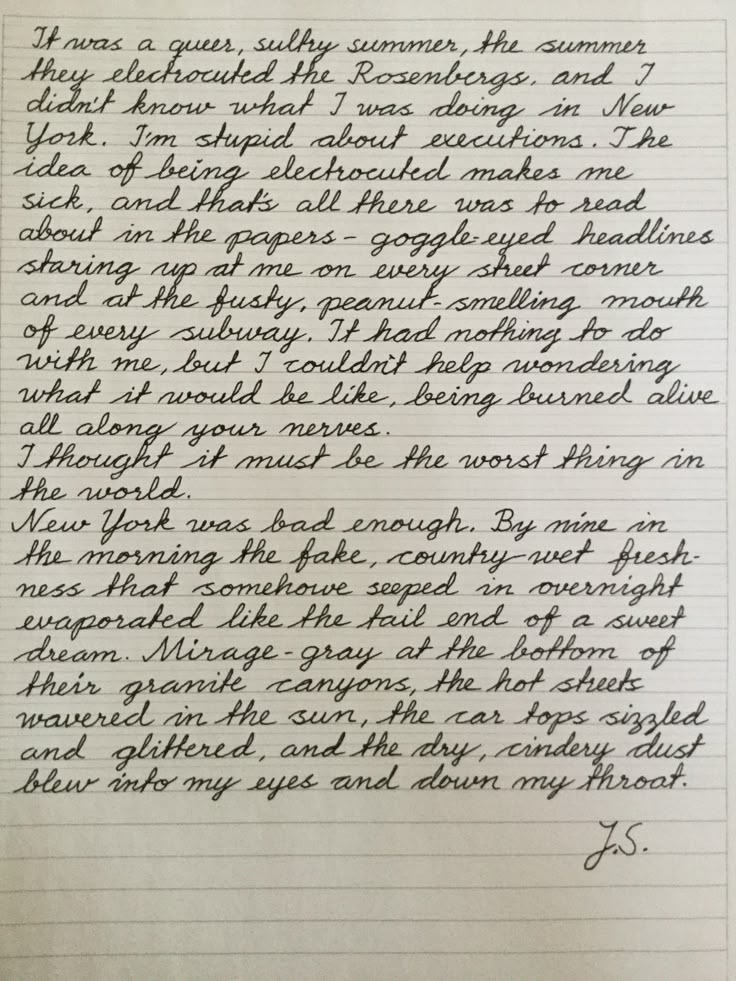 It was a queer, sultry summer, the summer
they electrocuted the Rosenbergs, and I
didn't know what I was doing in New
York. I'm stupid about executions. The
idea of being electrocuted makes me
sick, and that's all there was to read
about in the papers - goggle-eyed headlines
staring up at me on every street corner
and at the fusty, peanut-smelling mouth
of every subway. It had nothing to do
with me, but I couldn't help wondering
what it would be like, being burned alive
all along your nerves.
I thought it must be the worst thing in
the world.
New York was bad enough. By nine in
the morning the fake, country-wet fresh-
ness that somehowe seeped in overnight
evaporated like the tail end of a sweet
dream. Mirage-gray at the bottom of
their granite canyons, the hot streets
wavered in the sun, the car tops sizzled
and glittered, and the dry, cindery dust
blew into my eyes and down my throat.
J.S.